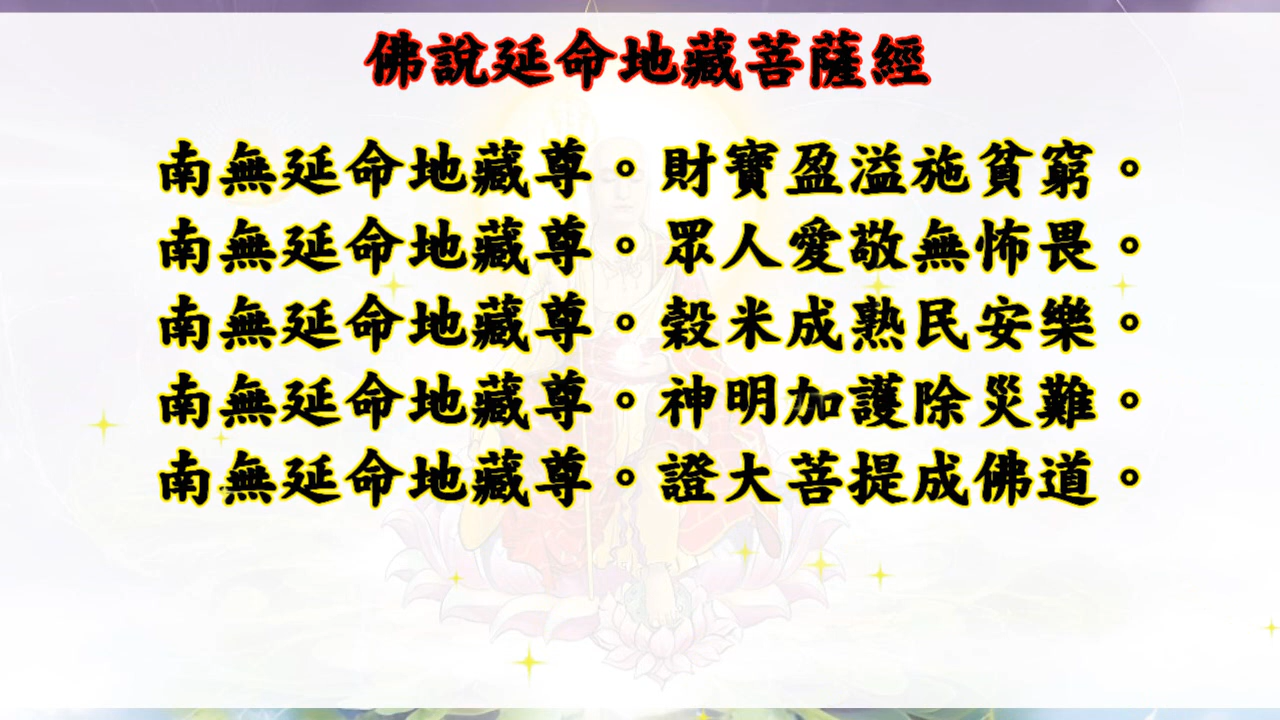 佛說延命地藏菩薩經
南無延命地藏尊。財寶盈溢施貧窮。
南無延命地藏尊。眾人愛敬無怖畏。
南無延命地藏尊。穀米成熟民安樂。
南無延命地藏尊。神明加護除災難。
南無延命地藏尊。證大菩提成佛道。